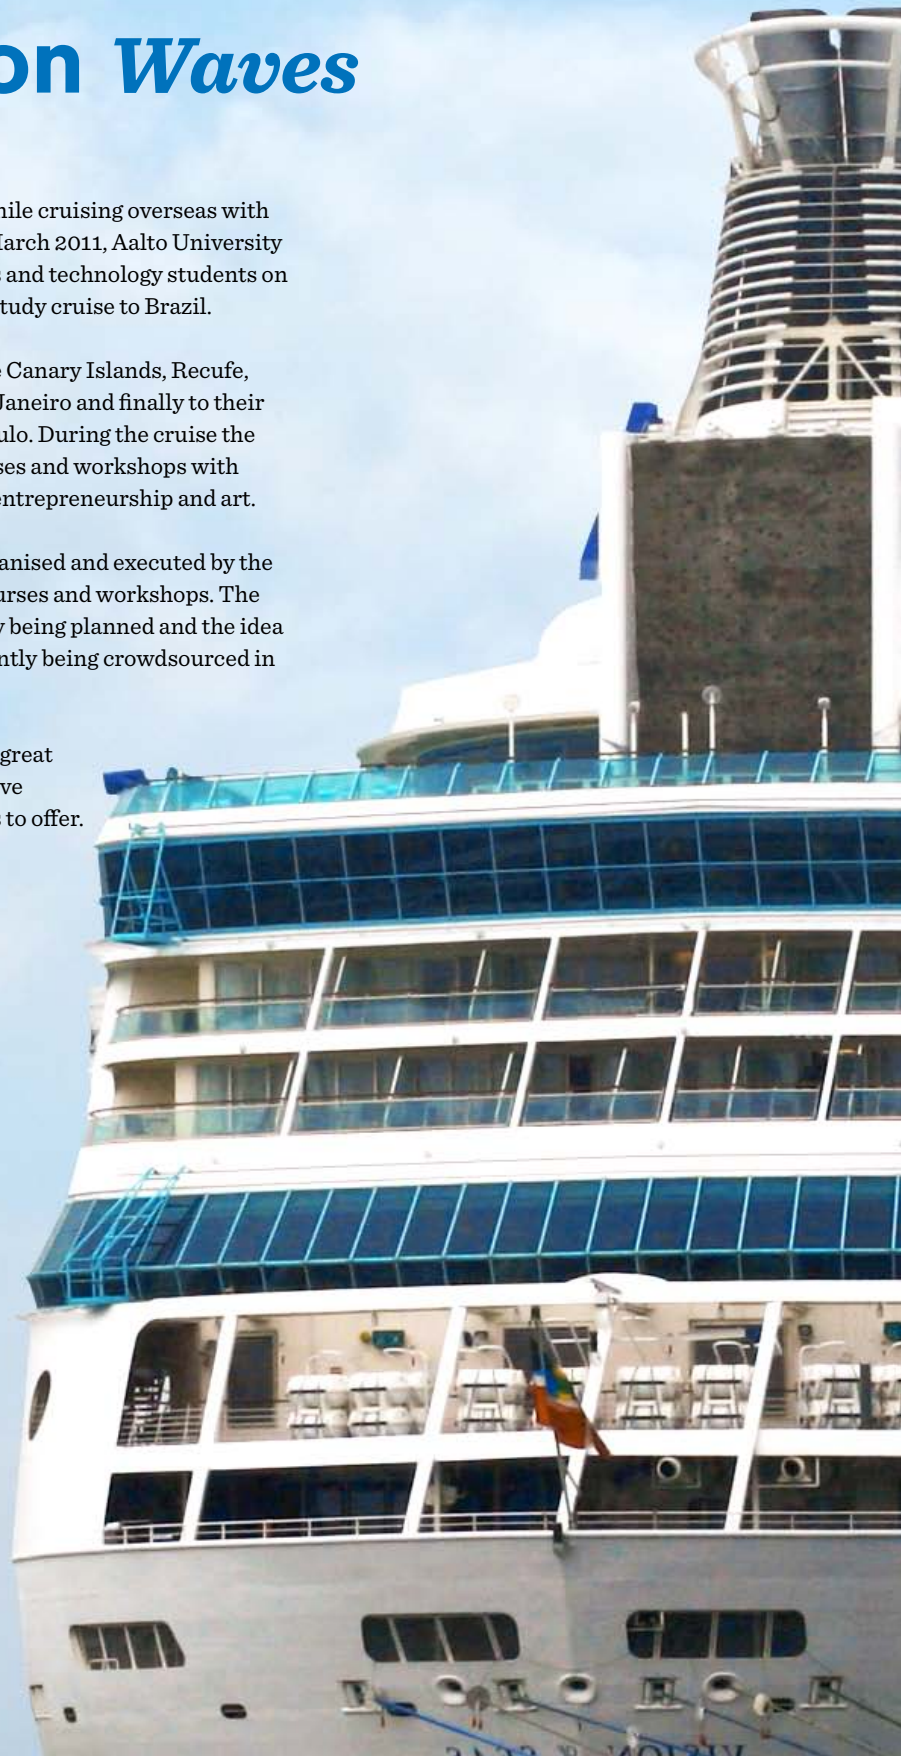 on Waves
hile cruising overseas with
arch 2011, Aalto University
s and technology students on
tudy cruise to Brazil.
e Canary Islands, Recufe,
Janeiro and finally to their
ulo. During the cruise the
ses and workshops with
entrepreneurship and art.
anised and executed by the
urses and workshops. The
y being planned and the idea
ntly being crowdsourced in
great
ve
s to offer.